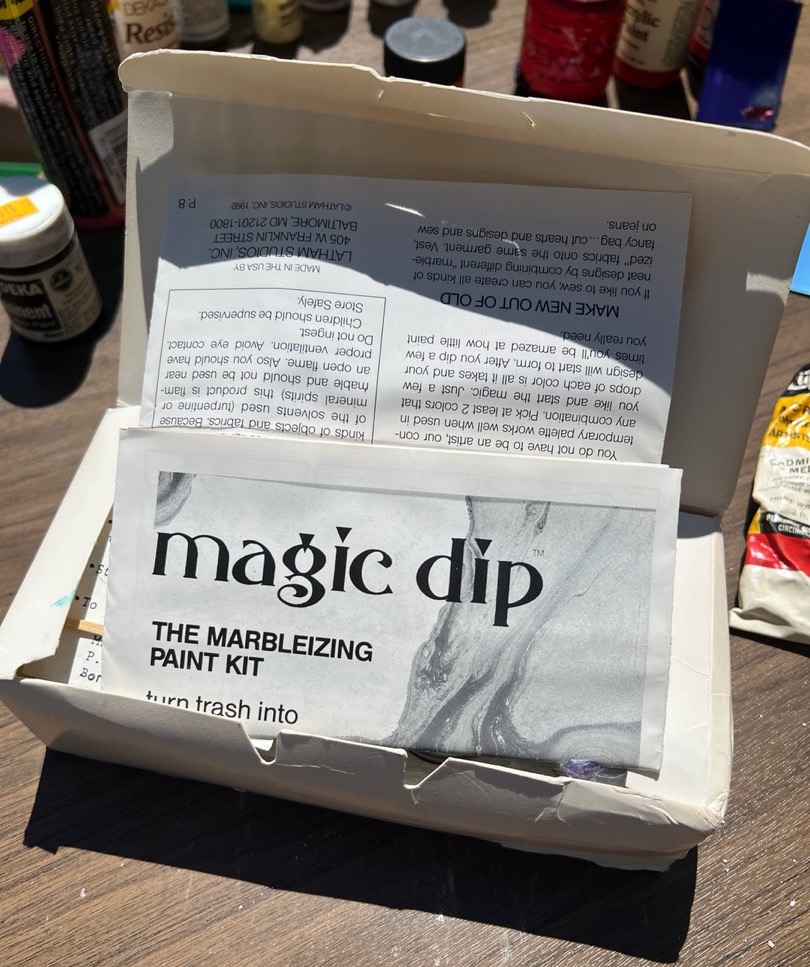 DEKA
Resis
DEKA
P.8
©LATHAM STUDIOS, INC. 1992
BALTIMORE, MD 21201-1800
405 W. FRANKLIN STREET
LATHAM STUDIOS, INC.
MADE IN THE USA BY
Store Safely.
Children should be supervised.
Do not ingest.
proper ventilation. Avoid eye contact.
an open flame. Also you should have
mable and should not be used near
mineral spirits) this product is flam-
of the solvents used (turpentine or
kinds of objects and fabrics. Because
on jeans.
fancy bag...cut hearts and designs and sew
ized" fabrics onto the same garment. Vest,
neat designs by combining different "marble-
If you like to sew, you can create all kinds of
MAKE NEW OUT OF OLD
you really need.
times you'll be amazed at how little paint
design will start to form. After you dip a few
drops of each color is all it takes and your
you like and start the magic. Just a few
any combination. Pick at least 2 colors that
temporary palette works well when used in
You do not have to be an artist, our con-
magic dip™
THE MARBLEIZING
PAINT KIT
turn trash into
•To
P.
Bor